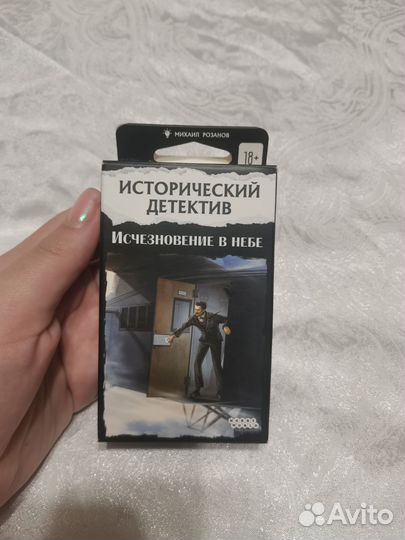 МИХАИЛ РОЗАНОВ
18+
ИСТОРИЧЕСКИЙ
ДЕТЕКТИВ
ИСЧЕЗНОВЕНИЕ В НЕБЕ
Avito